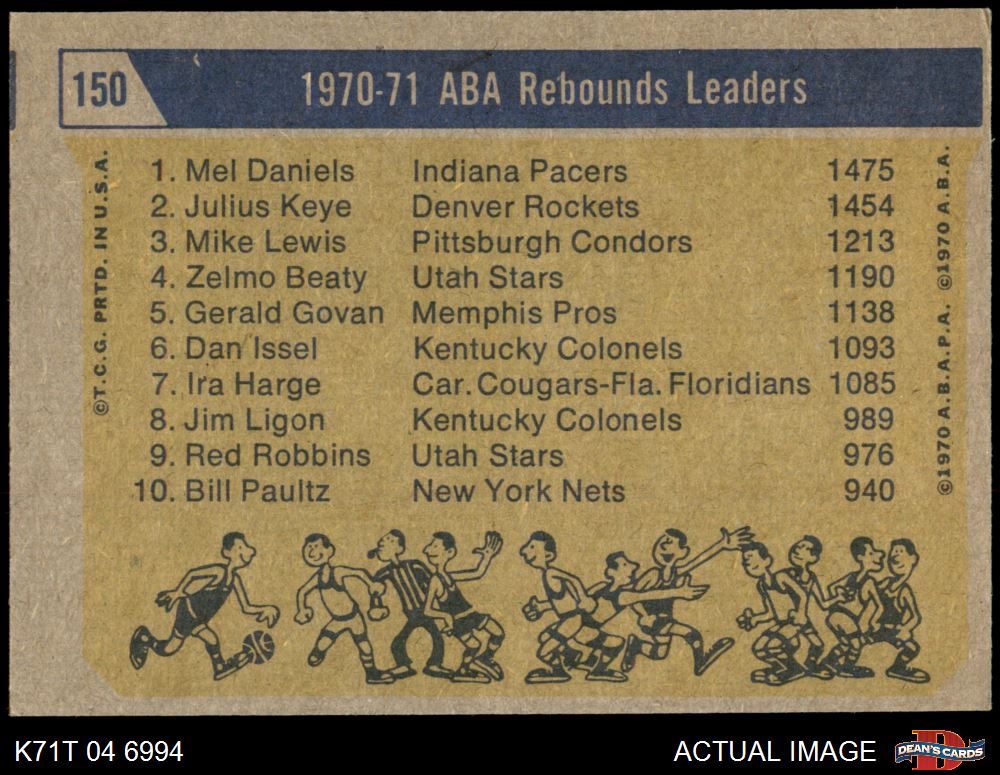 150 1970-71 ABA Rebounds Leaders
1. Mel Daniels Indiana Pacers 1475
2. Julius Keye Denver Rockets 1454
3. Mike Lewis Pittsburgh Condors 1213
4. Zelmo Beaty Utah Stars 1190
5. Gerald Govan Memphis Pros 1138
6. Dan Issel Kentucky Colonels 1093
7. Ira Harge Car. Cougars-Fla. Floridians 1085
8. Jim Ligon Kentucky Colonels 989
9. Red Robbins Utah Stars 976
10. Bill Paultz New York Nets 940
©T.C.G. PRTD. IN U.S.A.
©1970 A.B.A.P.A. ©1970 A.B.A.
K71T 04 6994
ACTUAL IMAGE
D
DEAN'S CARDS